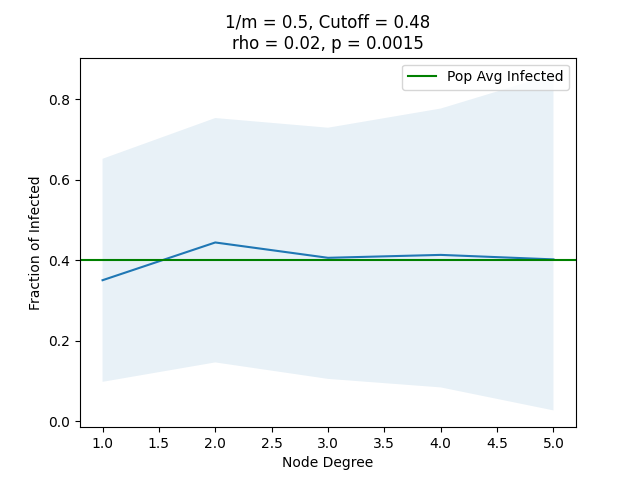 1/m = 0.5, Cutoff = 0.48
rho = 0.02, p = 0.0015
Pop Avg Infected
Fraction of Infected
0.8
0.6
0.4
0.2
0.0
1.0 1.5 2.0 2.5 3.0 3.5 4.0 4.5 5.0
Node Degree